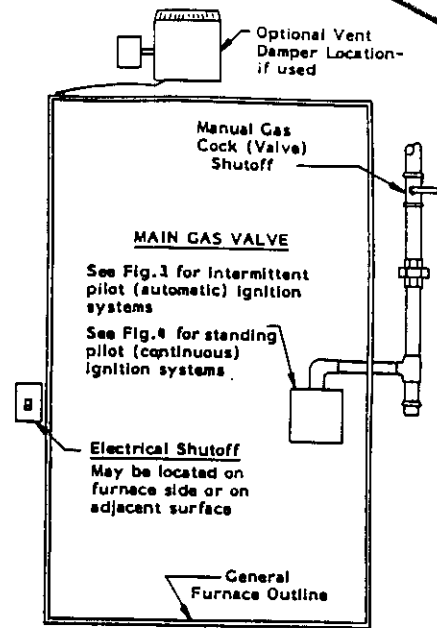 Optional Vent
Damper Location-
if used
Manual Gas
Cock (Valve)
Shutoff
MAIN GAS VALVE
See Fig.3 for intermittent
pilot (automatic) ignition
systems
See Fig.4 for standing
pilot (continuous)
ignition systems
Electrical Shutoff
May be located on
furnace side or on
adjacent surface
General
Furnace Outline